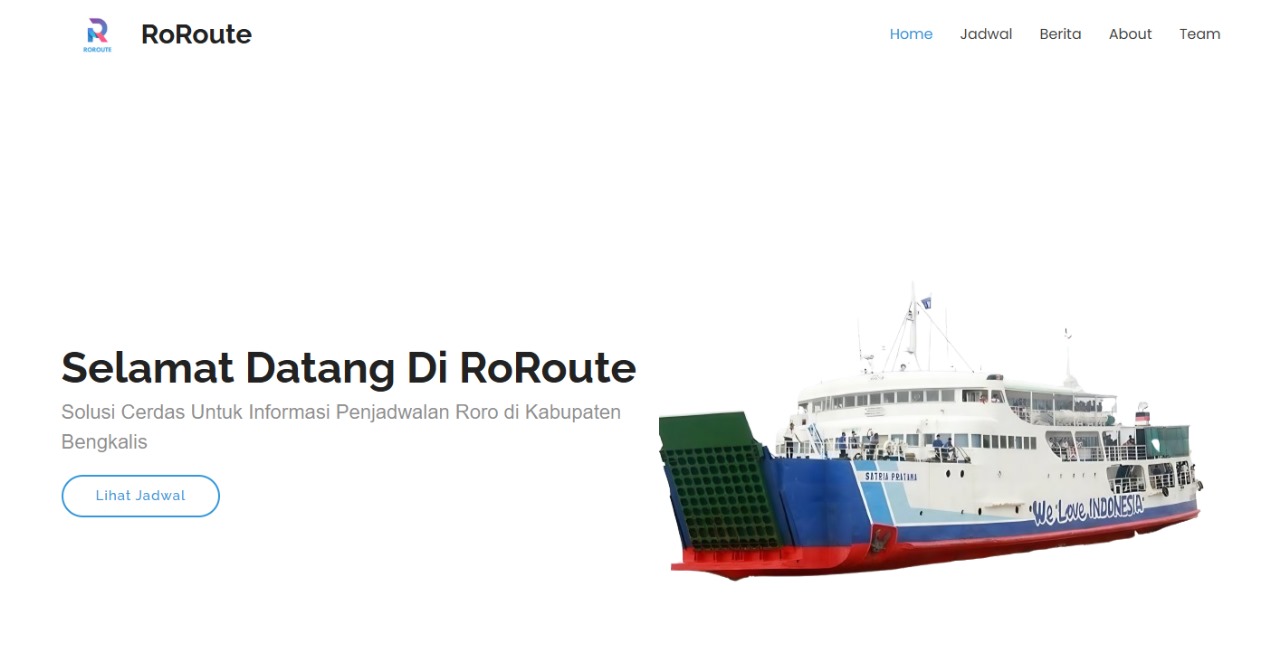 ROROUTE
RoRoute
Home Jadwal Berita About Team
Selamat Datang Di RoRoute
Solusi Cerdas Untuk Informasi Penjadwalan Roro di Kabupaten
Bengkalis
Lihat Jadwal
SATRIA PRATAMA
We Love INDONESIA